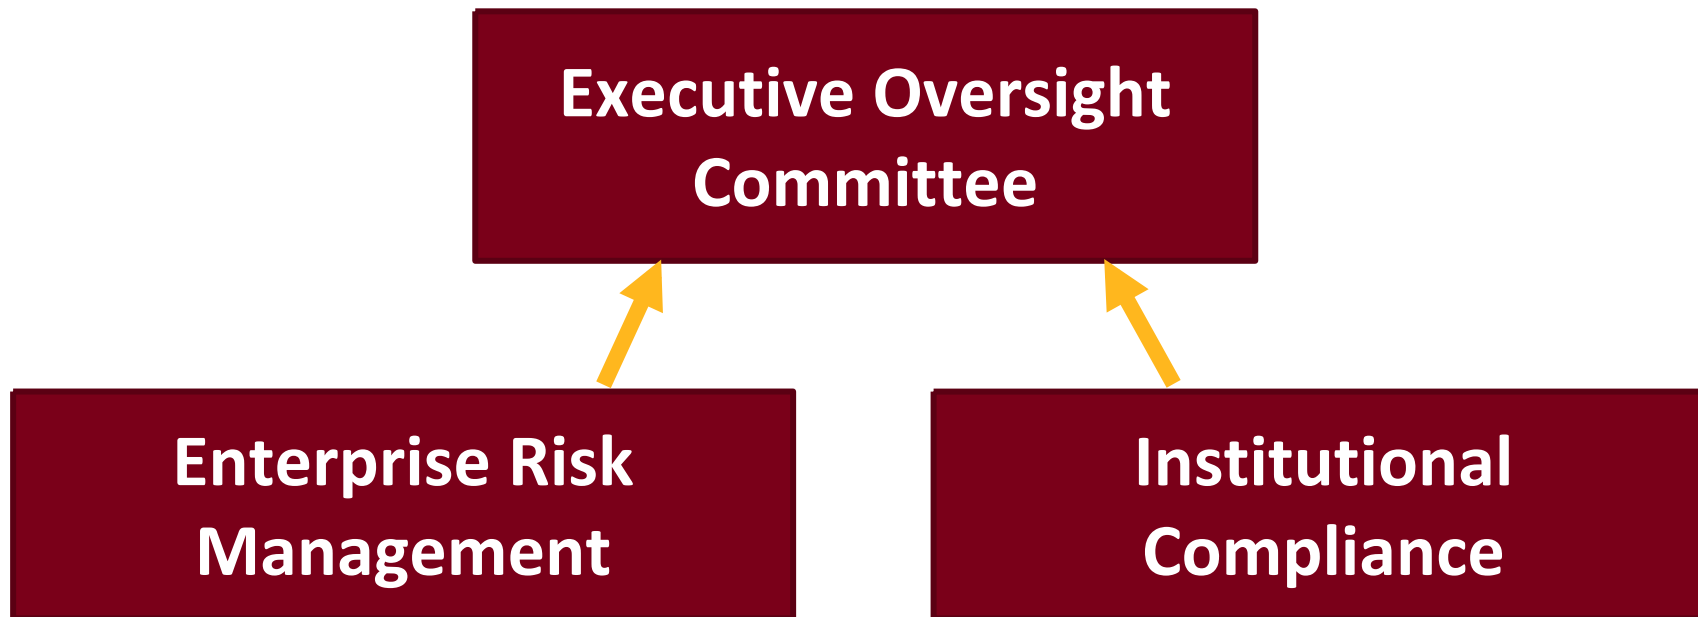 Executive Oversight
Committee
Enterprise Risk
Management
Institutional
Compliance